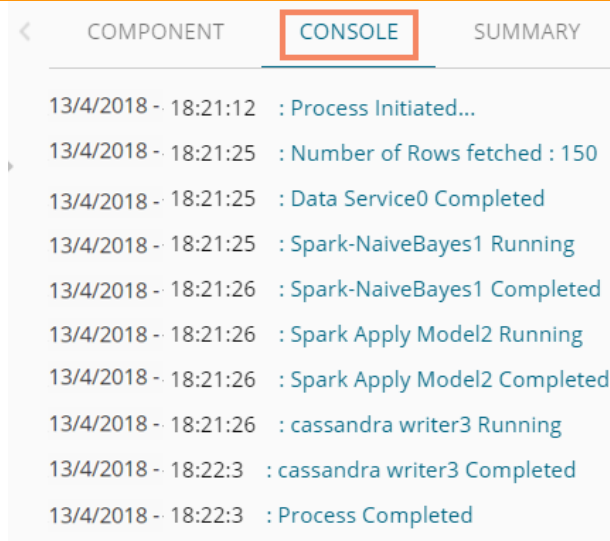 COMPONENT CONSOLE SUMMARY
13/4/2018 - 18:21:12 : Process Initiated...
13/4/2018 - 18:21:25 : Number of Rows fetched : 150
13/4/2018 - 18:21:25 : Data Service0 Completed
13/4/2018 - 18:21:25 : Spark-NaiveBayes1 Running
13/4/2018 - 18:21:26 : Spark-NaiveBayes1 Completed
13/4/2018 - 18:21:26 : Spark Apply Model2 Running
13/4/2018 - 18:21:26 : Spark Apply Model2 Completed
13/4/2018 - 18:21:26 : cassandra writer3 Running
13/4/2018 - 18:22:3 : cassandra writer3 Completed
13/4/2018 - 18:22:3 : Process Completed